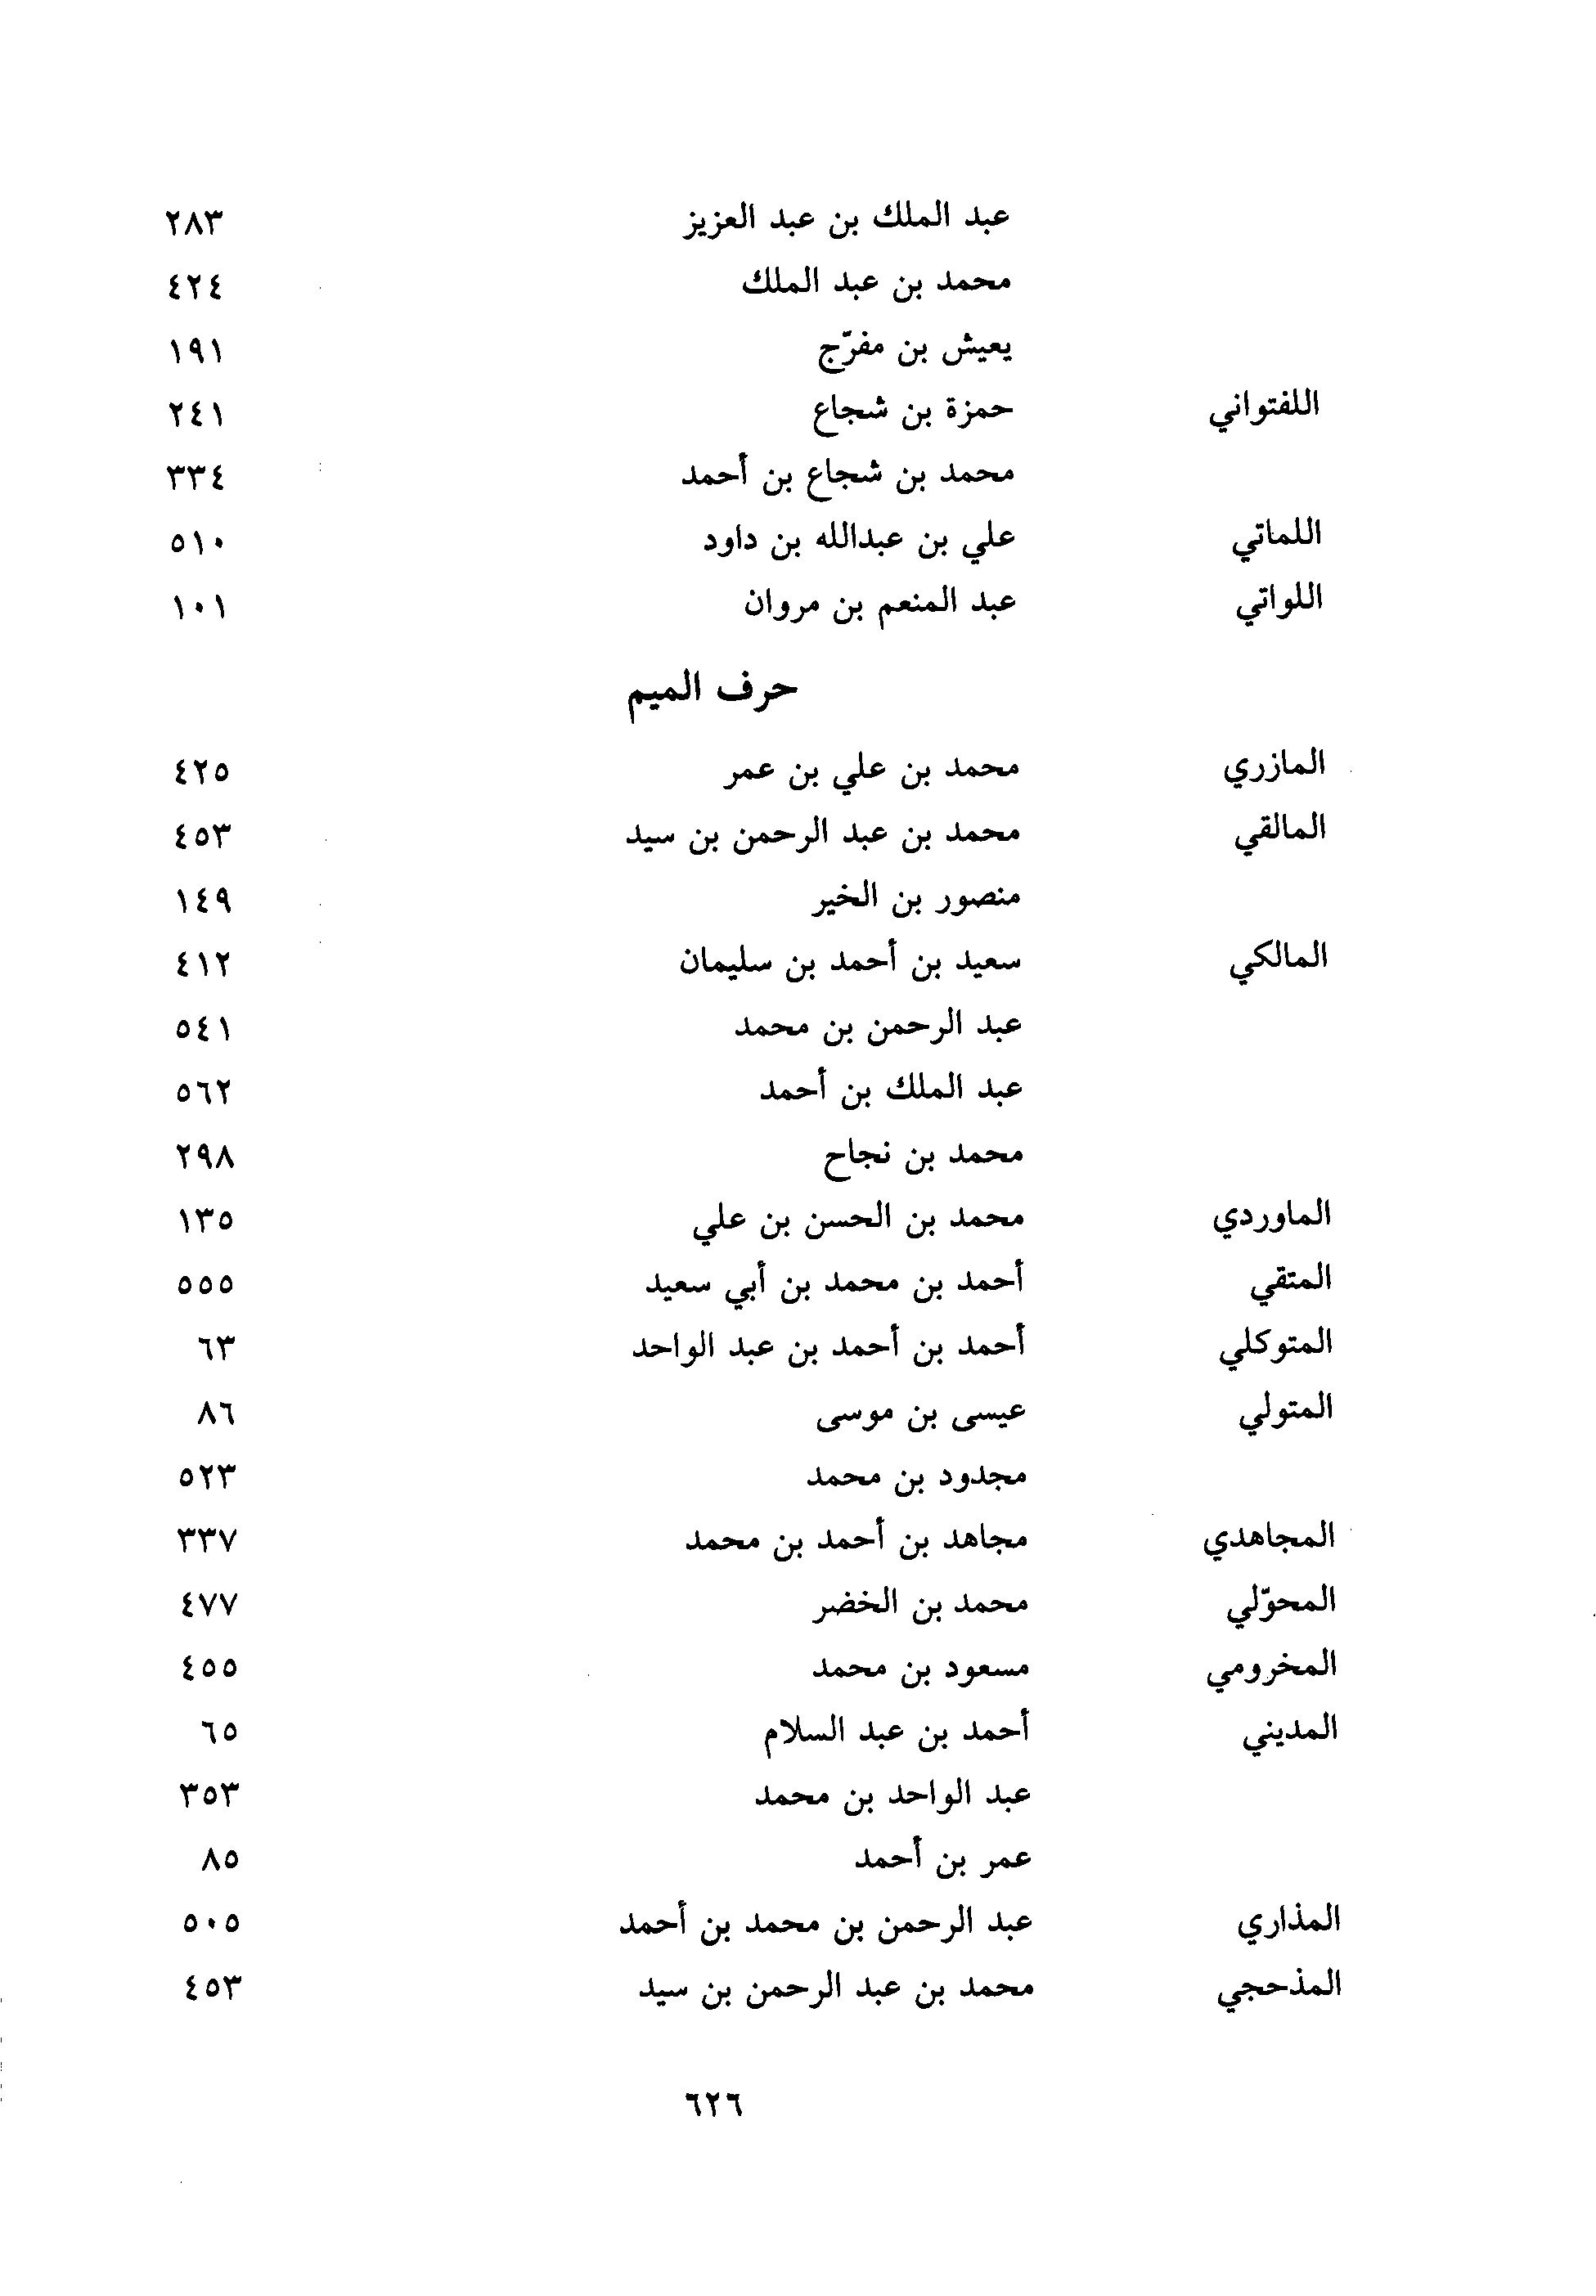 عبد الملك بن عبد العزيز ٢٨٣
محمد بن عبد الملك ٤٢٤
يعيش بن مفرّج ١٩١
اللفتواني حمزة بن شجاع ٢٤١
محمد بن شجاع بن أحمد ٣٣٤
اللماتي علي بن عبدالله بن داود ٥١٠
اللواتي عبد المنعم بن مروان ١٠١
حرف الميم
المازري محمد بن علي بن عمر ٤٢٥
المالقي محمد بن عبد الرحمن بن سيد ٤٥٣
منصور بن الخير ١٤٩
المالكي سعيد بن أحمد بن سليمان ٤١٢
عبد الرحمن بن محمد ٥٤١
عبد الملك بن أحمد ٥٦٢
محمد بن نجاح ٢٩٨
الماوردي محمد بن الحسن بن علي ١٣٥
المتقي أحمد بن محمد بن أبي سعيد ٥٥٥
المتوكلي أحمد بن أحمد بن عبد الواحد ٦٣
المتولي عيسى بن موسى ٨٦
مجدود بن محمد ٥٢٣
المجاهدي مجاهد بن أحمد بن محمد ٣٣٧
المحوّلي محمد بن الخضر ٤٧٧
المخرومي مسعود بن محمد ٤٥٥
المديني أحمد بن عبد السلام ٦٥
عبد الواحد بن محمد ٣٥٣
عمر بن أحمد ٨٥
المذاري عبد الرحمن بن محمد بن أحمد ٥٠٥
المذحجي محمد بن عبد الرحمن بن سيد ٤٥٣
٦٢٦